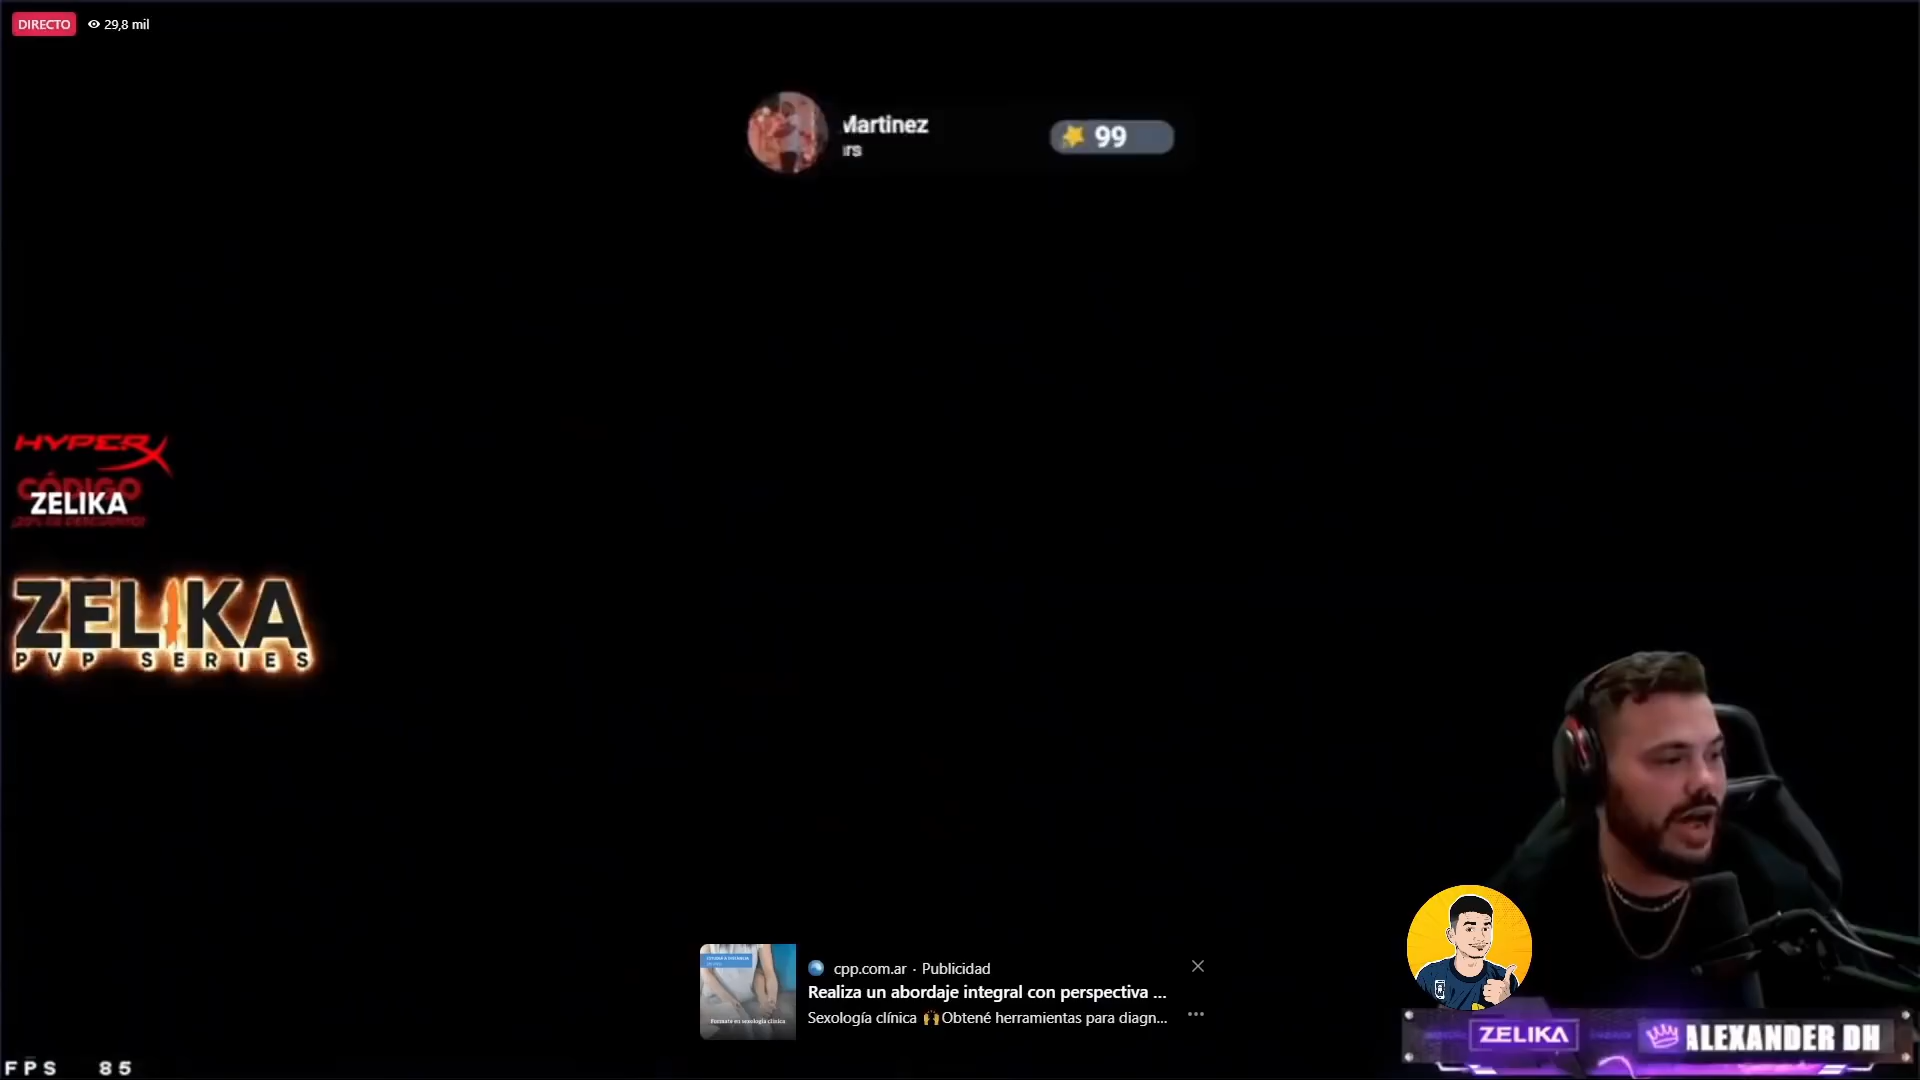 DIRECTO 29,8 mil
Martinez
99
HYPERX
CÓDIGO
ZELIKA
ZELIKA
PVP SERIES
cpp.com.ar · Publicidad
Realiza un abordaje integral con perspectiva ...
Sexología clínica 🙌Obtené herramientas para diagn...
ZELIKA
ALEXANDER DH
FPS 85